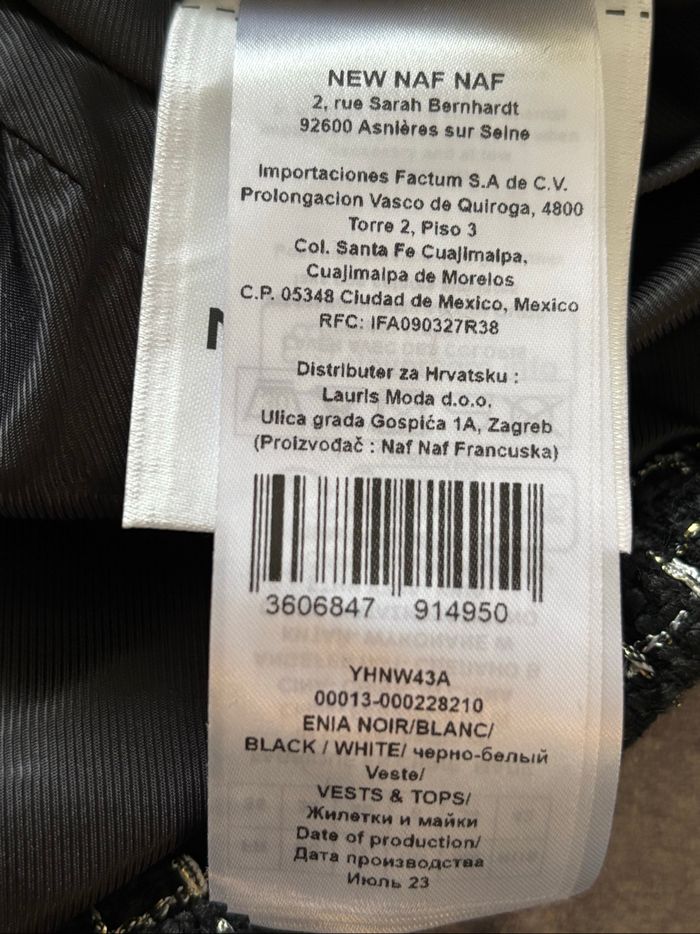 NEW NAF NAF
2, rue Sarah Bernhardt
92600 Asnières sur Seine
Importaciones Factum S.A de C.V.
Prolongacion Vasco de Quiroga, 4800
Torre 2, Piso 3
Col. Santa Fe Cuajimalpa,
Cuajimalpa de Morelos
C.P. 05348 Ciudad de Mexico, Mexico
RFC: IFA090327R38
Distributer za Hrvatsku :
Lauris Moda d.o.o.
Ulica grada Gospića 1A, Zagreb
(Proizvođač : Naf Naf Francuska)
3606847 914950
YHNW43A
00013-000228210
ENIA NOIR/BLANC/
BLACK / WHITE/ черно-белый
Veste/
VESTS & TOPS/
Жилетки и майки
Date of production/
Дата производства
Июль 23